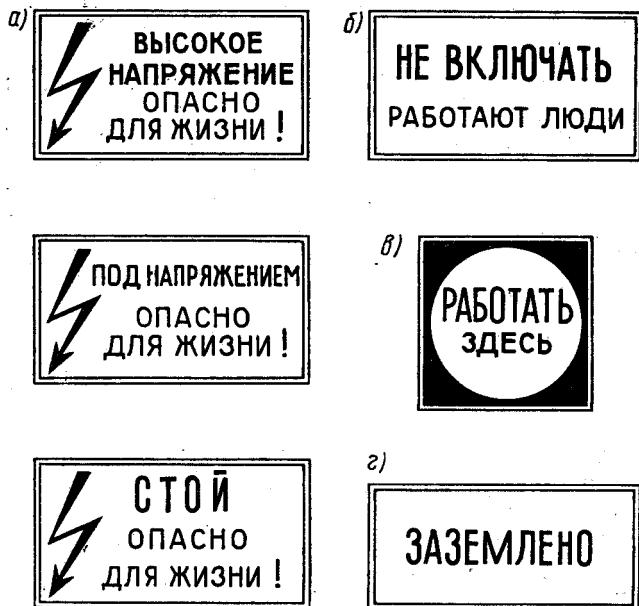 а)
ВЫСОКОЕ
НАПРЯЖЕНИЕ
ОПАСНО
ДЛЯ ЖИЗНИ !
ПОД НАПРЯЖЕНИЕМ
ОПАСНО
ДЛЯ ЖИЗНИ !
СТОЙ
ОПАСНО
ДЛЯ ЖИЗНИ !
б)
НЕ ВКЛЮЧАТЬ
РАБОТАЮТ ЛЮДИ
в)
РАБОТАТЬ
ЗДЕСЬ
г)
ЗАЗЕМЛЕНО